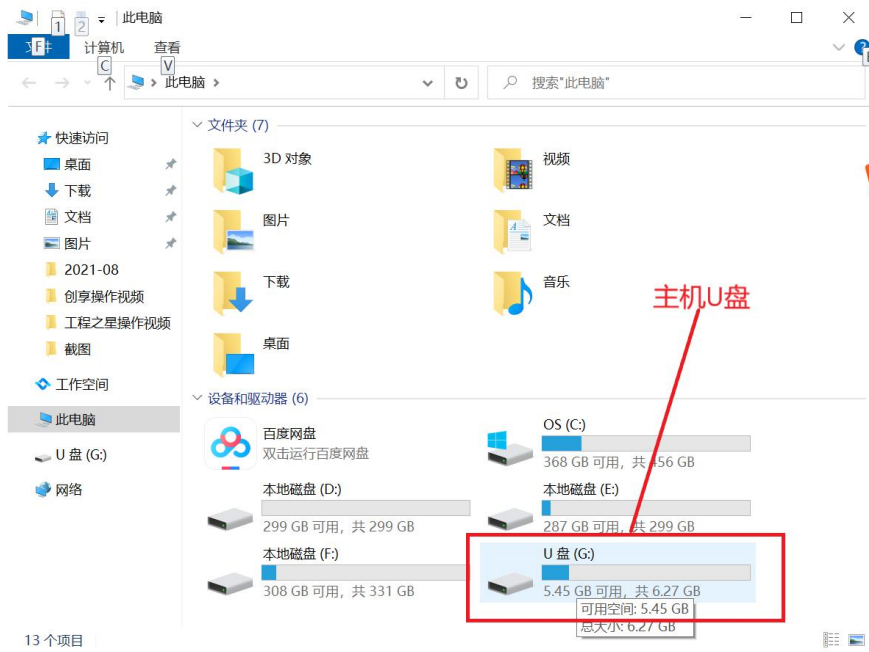 此电脑
1
2
文件
F
计算机
查看
C
V
此电脑
搜索"此电脑"
快速访问
桌面
下载
文档
图片
2021-08
创享操作视频
工程之星操作视频
截图
工作空间
此电脑
U 盘 (G:)
网络
文件夹 (7)
3D 对象
视频
图片
文档
下载
音乐
桌面
主机U盘
设备和驱动器 (6)
百度网盘
双击运行百度网盘
OS (C:)
368 GB 可用，共 456 GB
本地磁盘 (D:)
299 GB 可用，共 299 GB
本地磁盘 (E:)
287 GB 可用，共 299 GB
本地磁盘 (F:)
308 GB 可用，共 331 GB
U 盘 (G:)
5.45 GB 可用，共 6.27 GB
可用空间: 5.45 GB
总大小: 6.27 GB
13 个项目